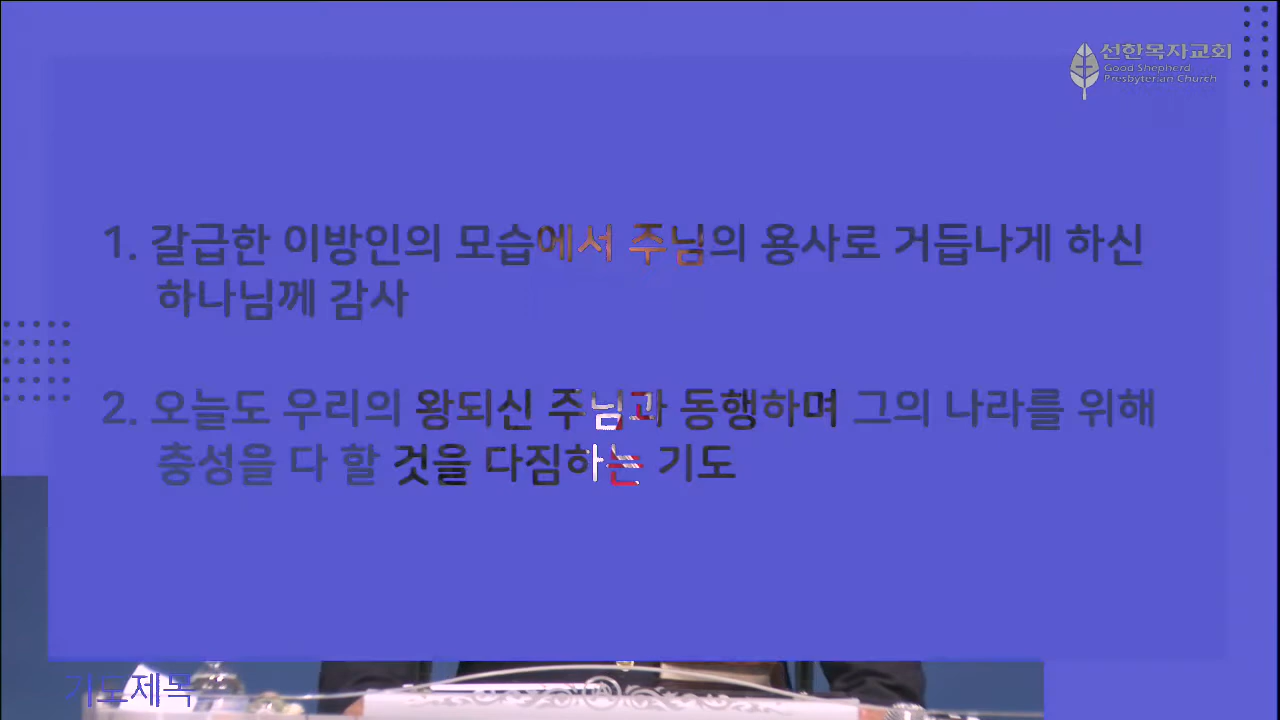 선한목자교회
Good Shepherd
Presbyterian Church
1. 갈급한 이방인의 모습에서 주님의 용사로 거듭나게 하신
하나님께 감사
2. 오늘도 우리의 왕되신 주님과 동행하며 그의 나라를 위해
충성을 다 할 것을 다짐하는 기도
기도제목